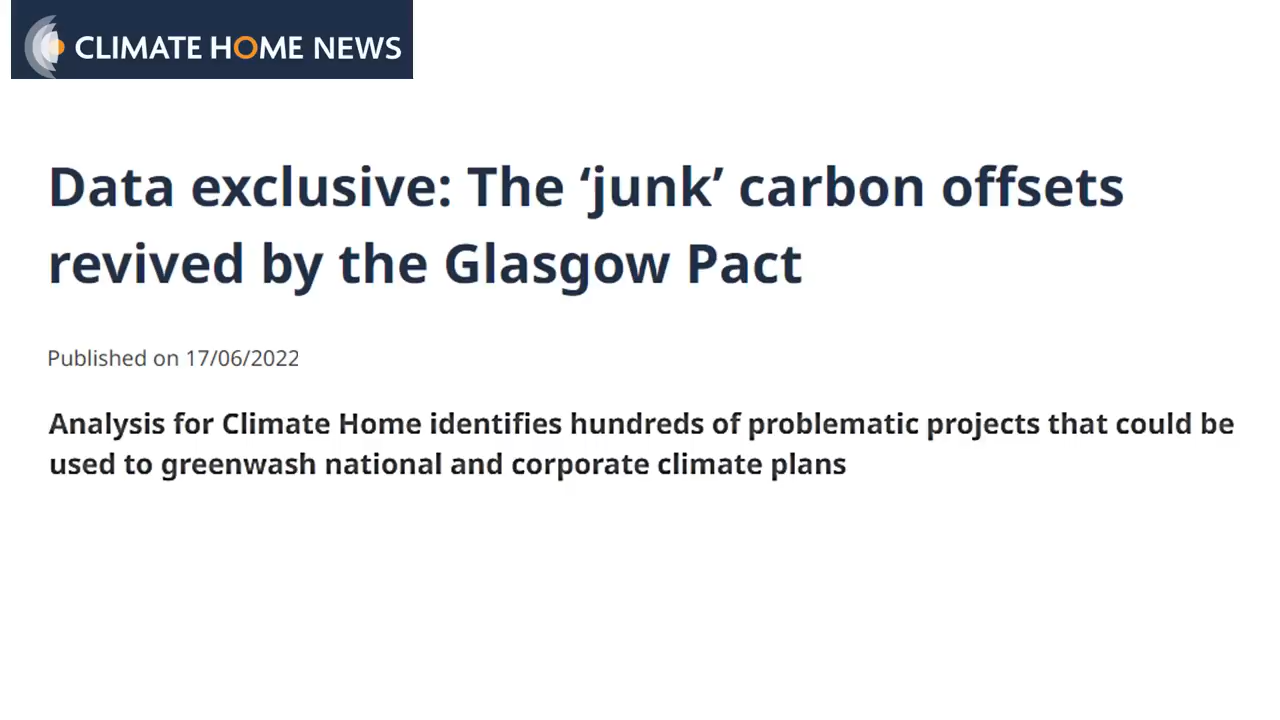 CLIMATE HOME NEWS
Data exclusive: The ‘junk’ carbon offsets
revived by the Glasgow Pact
Published on 17/06/2022
Analysis for Climate Home identifies hundreds of problematic projects that could be
used to greenwash national and corporate climate plans